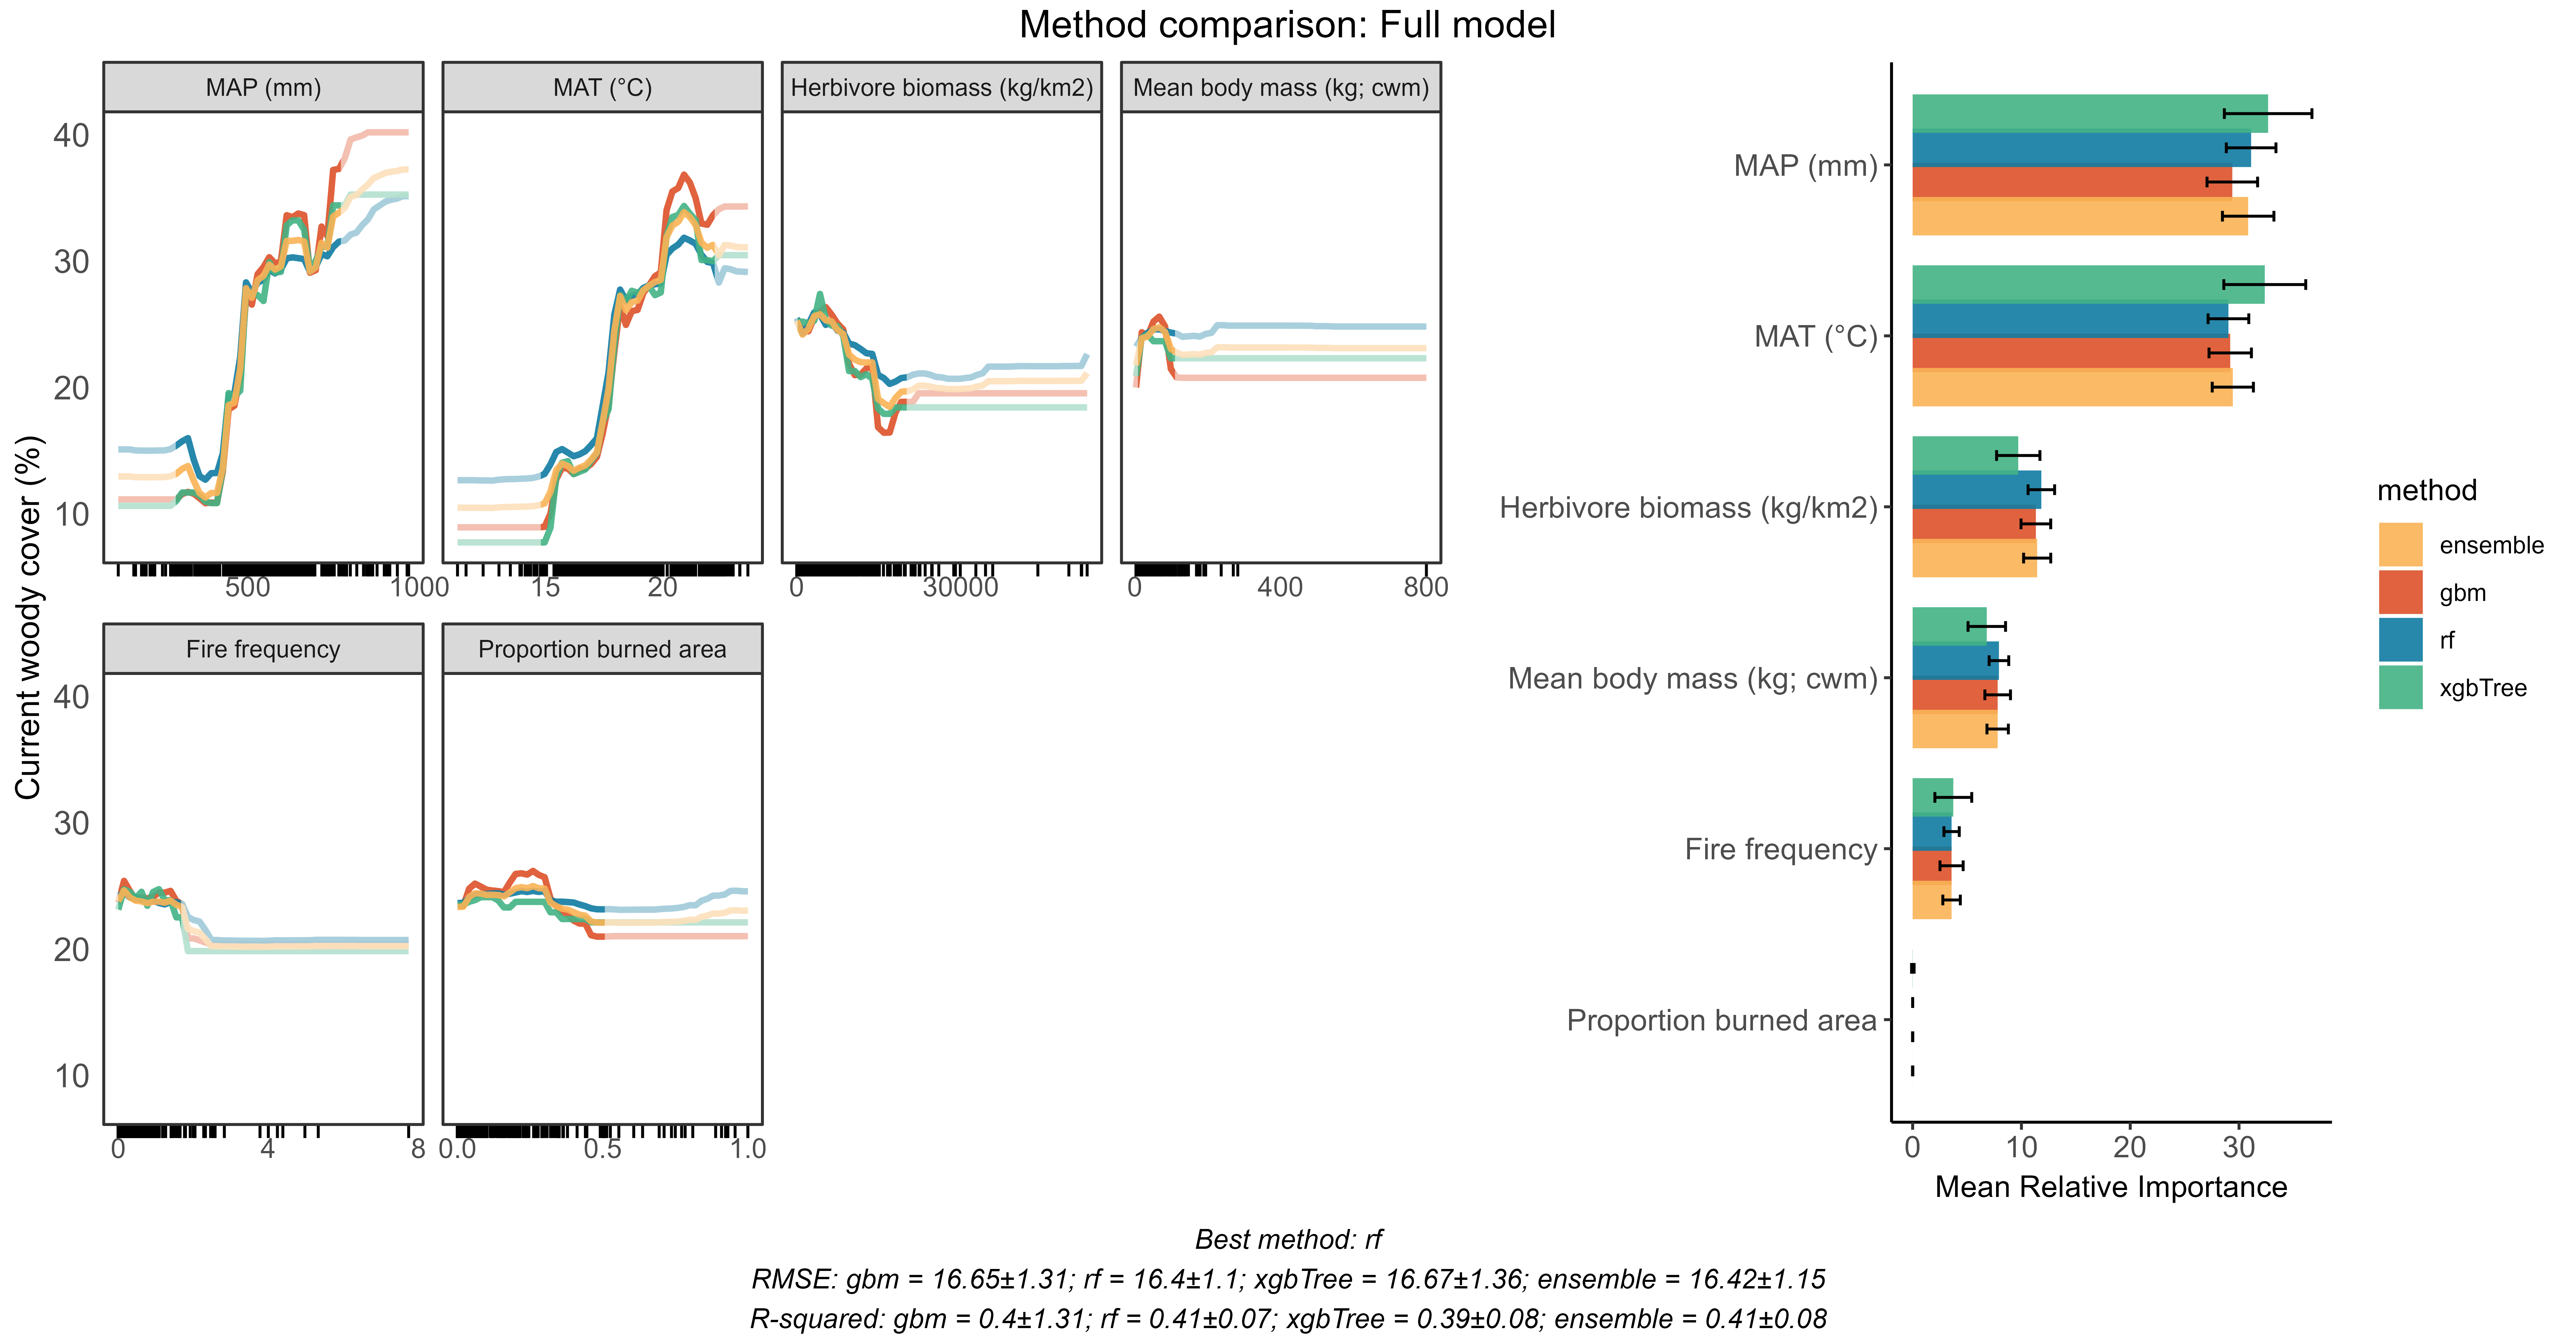 Method comparison: Full model
MAP (mm)
MAT (°C)
Herbivore biomass (kg/km2)
Mean body mass (kg; cwm)
Current woody cover (%)
40
30
20
10
500
1000
15
20
0
30000
0
400
800
Fire frequency
Proportion burned area
40
30
20
10
0
4
8
0.0
0.5
1.0
MAP (mm)
MAT (°C)
Herbivore biomass (kg/km2)
Mean body mass (kg; cwm)
Fire frequency
Proportion burned area
0
10
20
30
Mean Relative Importance
method
ensemble
gbm
rf
xgbTree
Best method: rf
RMSE: gbm = 16.65±1.31; rf = 16.4±1.1; xgbTree = 16.67±1.36; ensemble = 16.42±1.15
R-squared: gbm = 0.4±1.31; rf = 0.41±0.07; xgbTree = 0.39±0.08; ensemble = 0.41±0.08